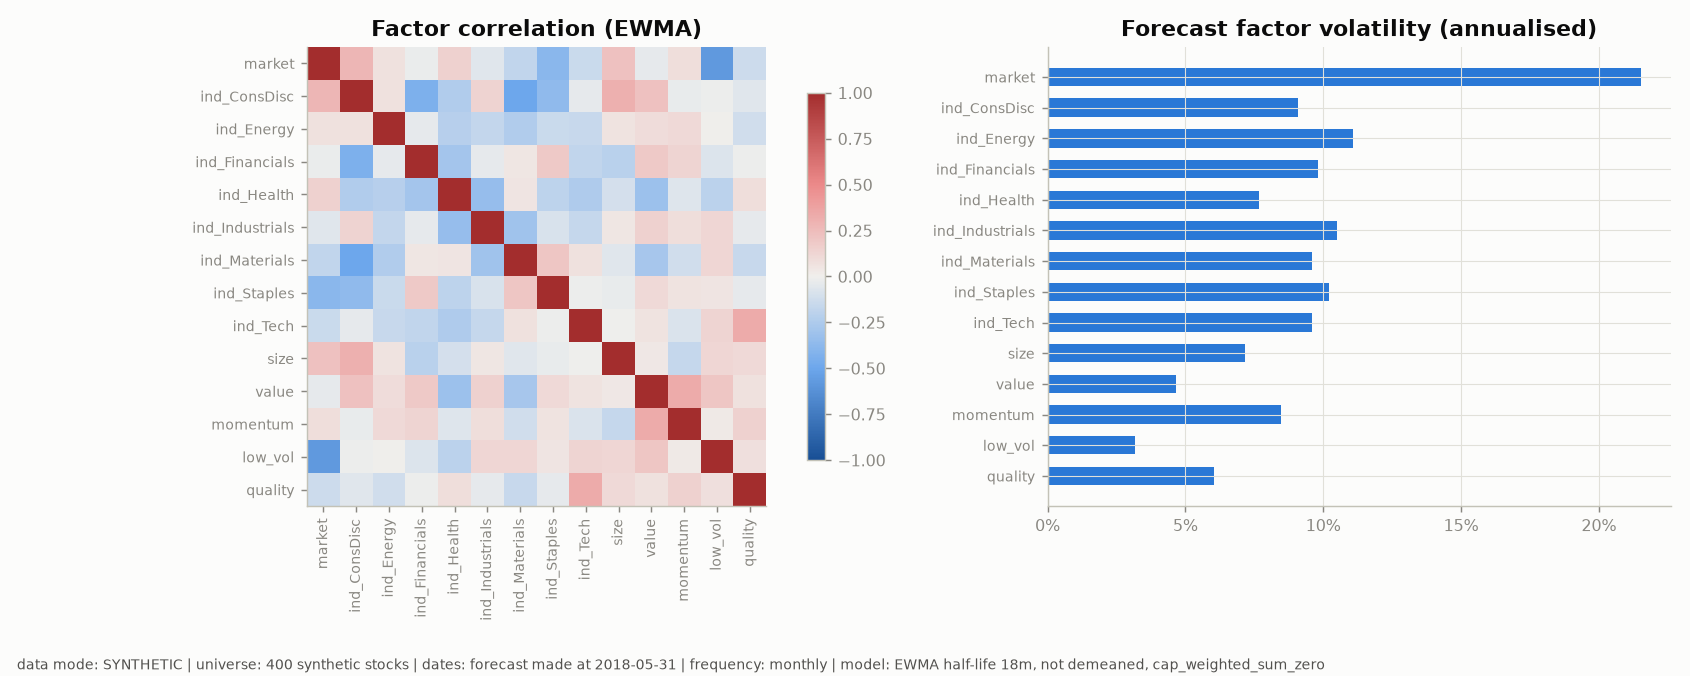 Factor correlation (EWMA)
market
ind_ConsDisc
ind_Energy
ind_Financials
ind_Health
ind_Industrials
ind_Materials
ind_Staples
ind_Tech
size
value
momentum
low_vol
quality
market
ind_ConsDisc
ind_Energy
ind_Financials
ind_Health
ind_Industrials
ind_Materials
ind_Staples
ind_Tech
size
value
momentum
low_vol
quality
1.00
0.75
0.50
0.25
0.00
−0.25
−0.50
−0.75
−1.00
Forecast factor volatility (annualised)
market
ind_ConsDisc
ind_Energy
ind_Financials
ind_Health
ind_Industrials
ind_Materials
ind_Staples
ind_Tech
size
value
momentum
low_vol
quality
0%
5%
10%
15%
20%
data mode: SYNTHETIC | universe: 400 synthetic stocks | dates: forecast made at 2018-05-31 | frequency: monthly | model: EWMA half-life 18m, not demeaned, cap_weighted_sum_zero